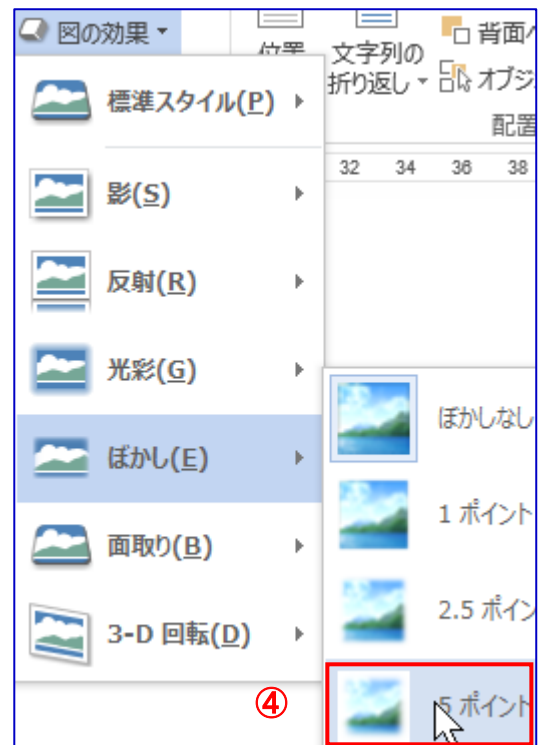 図の効果
位置
文字列の
折り返し
背面へ
オブジ
配置
32 34 36 38
標準スタイル(P)
影(S)
反射(R)
光彩(G)
ぼかし(E)
面取り(B)
3-D 回転(D)
ぼかしなし
1 ポイント
2.5 ポイン
5 ポイント
④